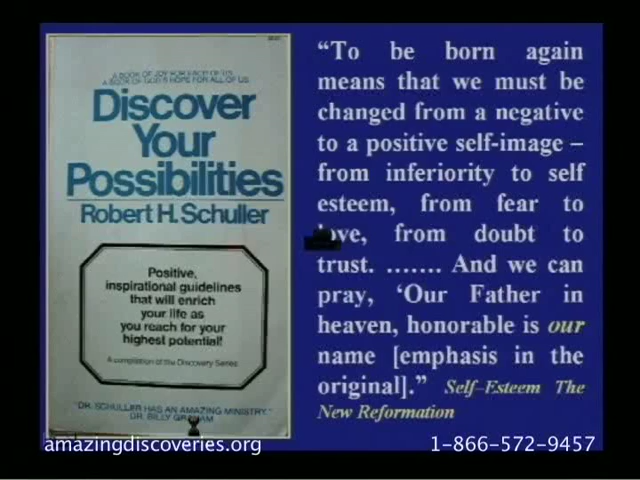 A BOOK OF JOY FOR EACH OF US
A BOOK OF GOD'S HOPE FOR ALL OF US
Discover
Your
Possibilities
Robert H. Schuller
Positive,
inspirational guidelines
that will enrich
your life as
you reach for your
highest potential!
A compilation of the Discovery Series
"DR. SCHULLER HAS AN AMAZING MINISTRY."
DR. BILLY GRAHAM
“To be born again
means that we must be
changed from a negative
to a positive self-image –
from inferiority to self
esteem, from fear to
love, from doubt to
trust. ……. And we can
pray, ‘Our Father in
heaven, honorable is our
name [emphasis in the
original].” Self–Esteem The
New Reformation
amazingdiscoveries.org
1-866-572-9457